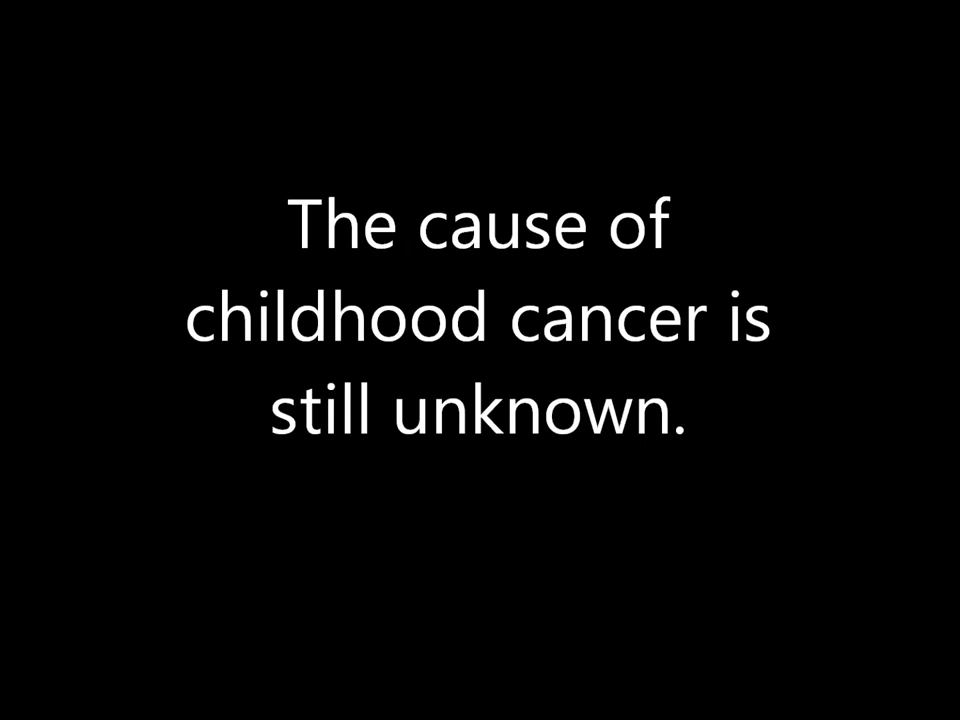 The cause of
childhood cancer is
still unknown.